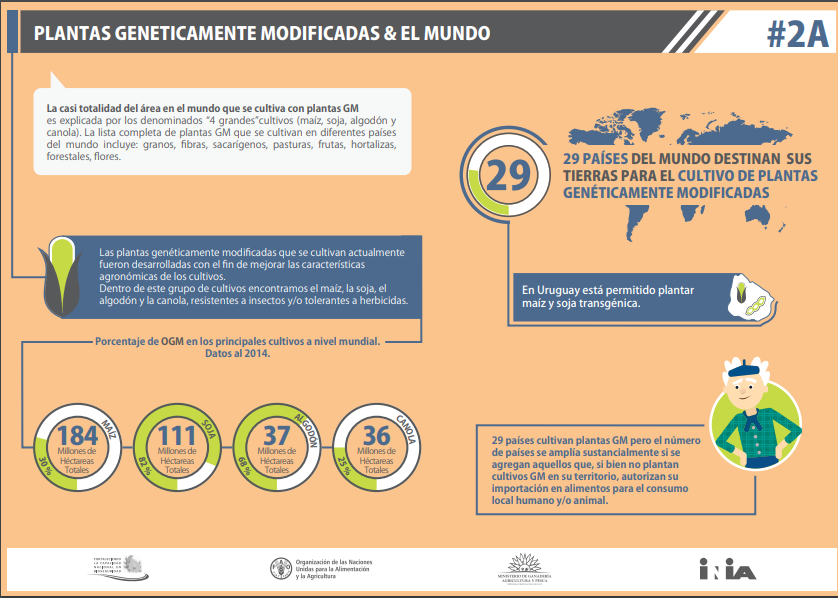 PLANTAS GENETICAMENTE MODIFICADAS & EL MUNDO
#2A
La casi totalidad del área en el mundo que se cultiva con plantas GM
es explicada por los denominados "4 grandes"cultivos (maíz, soja, algodón y
canola). La lista completa de plantas GM que se cultivan en diferentes países
del mundo incluye: granos, fibras, sacarígenos, pasturas, frutas, hortalizas,
forestales, flores.
29
29 PAÍSES DEL MUNDO DESTINAN SUS
TIERRAS PARA EL CULTIVO DE PLANTAS
GENÉTICAMENTE MODIFICADAS
Las plantas genéticamente modificadas que se cultivan actualmente
fueron desarrolladas con el fin de mejorar las características
agronómicas de los cultivos.
Dentro de este grupo de cultivos encontramos el maíz, la soja, el
algodón y la canola, resistentes a insectos y/o tolerantes a herbicidas.
En Uruguay está permitido plantar
maíz y soja transgénica.
Porcentaje de OGM en los principales cultivos a nivel mundial.
Datos al 2014.
184
Millones de
Héctareas
Totales
MAÍZ
30 %
111
Millones de
Héctareas
Totales
SOJA
82 %
37
Millones de
Héctareas
Totales
ALGODÓN
68 %
36
Millones de
Héctareas
Totales
CANOLA
25 %
29 países cultivan plantas GM pero el número
de países se amplía sustancialmente si se
agregan aquellos que, si bien no plantan
cultivos GM en su territorio, autorizan su
importación en alimentos para el consumo
local humano y/o animal.
FORTALECIENDO
LA CAPACIDAD
NACIONAL EN
BIOSEGURIDAD
FAO
Organización de las Naciones
Unidas para la Alimentación
y la Agricultura
MINISTERIO DE GANADERÍA
AGRICULTURA Y PESCA
INIA